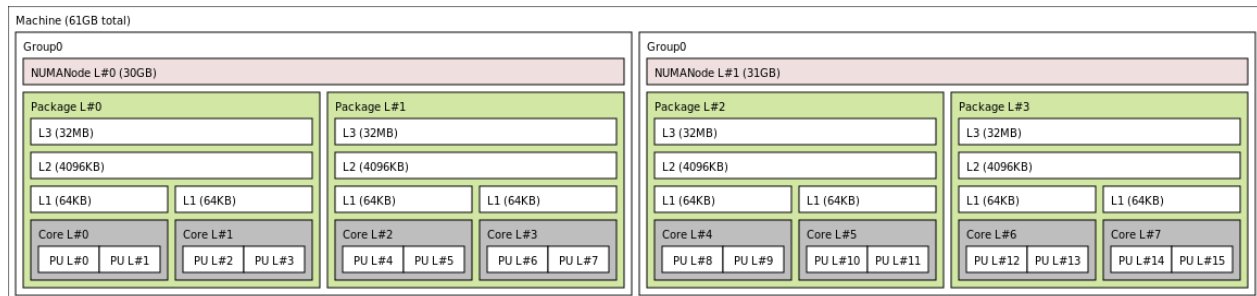 Machine (61GB total)
Group0
NUMANode L#0 (30GB)
Package L#0
L3 (32MB)
L2 (4096KB)
L1 (64KB)
L1 (64KB)
Core L#0
PU L#0
PU L#1
Core L#1
PU L#2
PU L#3
Package L#1
L3 (32MB)
L2 (4096KB)
L1 (64KB)
L1 (64KB)
Core L#2
PU L#4
PU L#5
Core L#3
PU L#6
PU L#7
Group0
NUMANode L#1 (31GB)
Package L#2
L3 (32MB)
L2 (4096KB)
L1 (64KB)
L1 (64KB)
Core L#4
PU L#8
PU L#9
Core L#5
PU L#10
PU L#11
Package L#3
L3 (32MB)
L2 (4096KB)
L1 (64KB)
L1 (64KB)
Core L#6
PU L#12
PU L#13
Core L#7
PU L#14
PU L#15